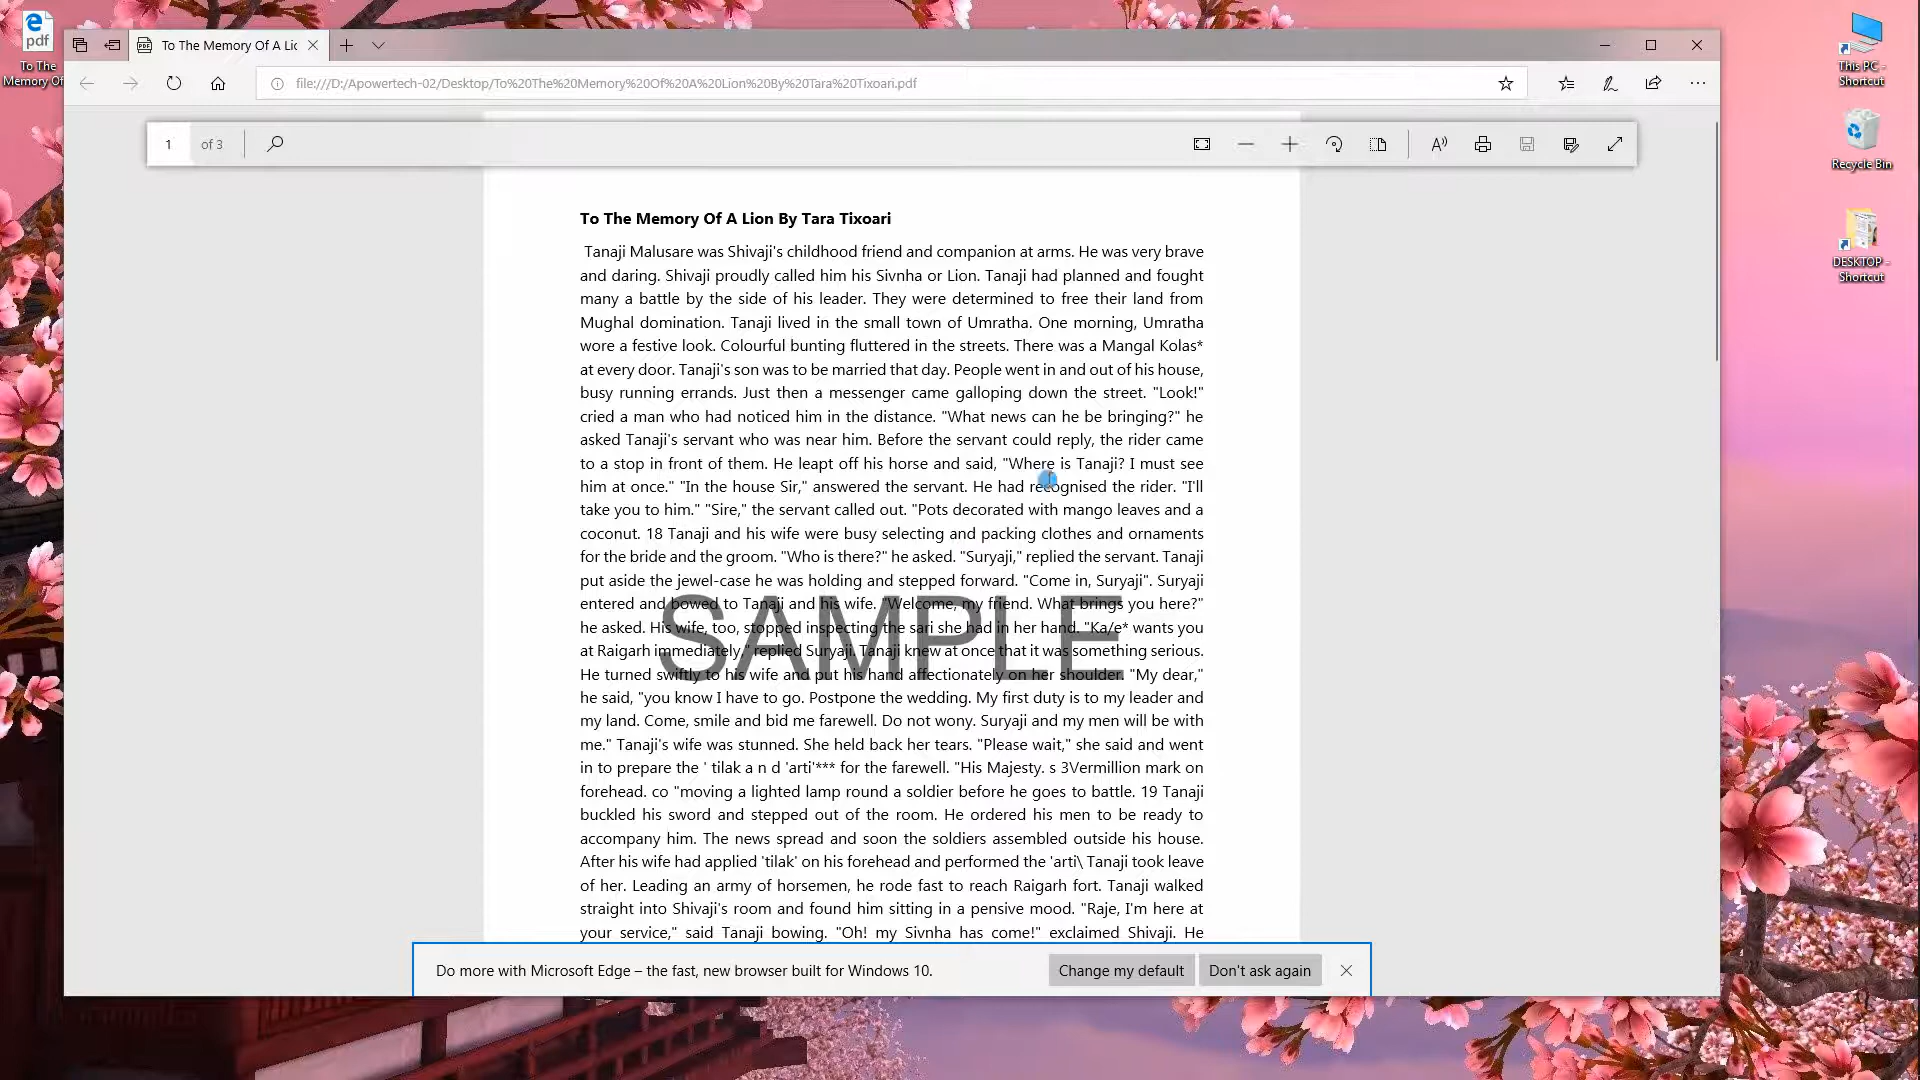 pdf
To The
Memory Of
To The Memory Of A Lic
file:///D:/Apowertech-02/Desktop/To%20The%20Memory%20Of%20A%20Lion%20By%20Tara%20Tixoari.pdf
1 of 3
To The Memory Of A Lion By Tara Tixoari
Tanaji Malusare was Shivaji's childhood friend and companion at arms. He was very brave
and daring. Shivaji proudly called him his Sivnha or Lion. Tanaji had planned and fought
many a battle by the side of his leader. They were determined to free their land from
Mughal domination. Tanaji lived in the small town of Umratha. One morning, Umratha
wore a festive look. Colourful bunting fluttered in the streets. There was a Mangal Kolas*
at every door. Tanaji's son was to be married that day. People went in and out of his house,
busy running errands. Just then a messenger came galloping down the street. "Look!"
cried a man who had noticed him in the distance. "What news can he be bringing?" he
asked Tanaji's servant who was near him. Before the servant could reply, the rider came
to a stop in front of them. He leapt off his horse and said, "Where is Tanaji? I must see
him at once." "In the house Sir," answered the servant. He had recognised the rider. "I'll
take you to him." "Sire," the servant called out. "Pots decorated with mango leaves and a
coconut. 18 Tanaji and his wife were busy selecting and packing clothes and ornaments
for the bride and the groom. "Who is there?" he asked. "Suryaji," replied the servant. Tanaji
put aside the jewel-case he was holding and stepped forward. "Come in, Suryaji". Suryaji
entered and bowed to Tanaji and his wife. "Welcome, my friend. What brings you here?"
he asked. His wife, too, stopped inspecting the sari she had in her hand. "Ka/e* wants you
at Raigarh immediately," replied Suryaji. Tanaji knew at once that it was something serious.
He turned swiftly to his wife and put his hand affectionately on her shoulder. "My dear,"
he said, "you know I have to go. Postpone the wedding. My first duty is to my leader and
my land. Come, smile and bid me farewell. Do not wony. Suryaji and my men will be with
me." Tanaji's wife was stunned. She held back her tears. "Please wait," she said and went
in to prepare the ' tilak a n d 'arti'*** for the farewell. "His Majesty. s 3Vermillion mark on
forehead. co "moving a lighted lamp round a soldier before he goes to battle. 19 Tanaji
buckled his sword and stepped out of the room. He ordered his men to be ready to
accompany him. The news spread and soon the soldiers assembled outside his house.
After his wife had applied 'tilak' on his forehead and performed the 'arti\ Tanaji took leave
of her. Leading an army of horsemen, he rode fast to reach Raigarh fort. Tanaji walked
straight into Shivaji's room and found him sitting in a pensive mood. "Raje, I'm here at
your service," said Tanaji bowing. "Oh! my Sivnha has come!" exclaimed Shivaji. He
SAMPLE
Do more with Microsoft Edge – the fast, new browser built for Windows 10.
Change my default
Don't ask again
This PC -
Shortcut
Recycle Bin
DESKTOP -
Shortcut